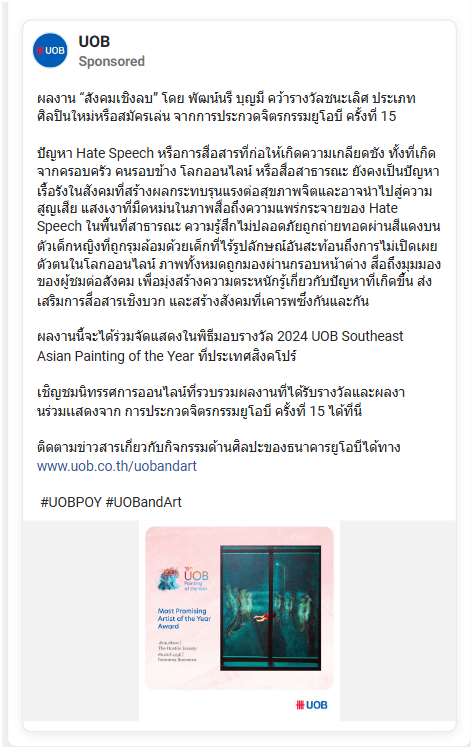 UOB
UOB
Sponsored
ผลงาน “สังคมเชิงลบ” โดย พัฒน์นรี บุญมี คว้ารางวัลชนะเลิศ ประเภท
ศิลปินใหม่หรือสมัครเล่น จากการประกวดจิตรกรรมยูโอบี ครั้งที่ 15
ปัญหา Hate Speech หรือการสื่อสารที่ก่อให้เกิดความเกลียดชัง ทั้งที่เกิด
จากครอบครัว คนรอบข้าง โลกออนไลน์ หรือสื่อสาธารณะ ยังคงเป็นปัญหา
เรื้อรังในสังคมที่สร้างผลกระทบรุนแรงต่อสุขภาพจิตและอาจนำไปสู่ความ
สูญเสีย แสงเงาที่มืดหม่นในภาพสื่อถึงความแพร่กระจายของ Hate
Speech ในพื้นที่สาธารณะ ความรู้สึกไม่ปลอดภัยถูกถ่ายทอดผ่านสีแดงบน
ตัวเด็กหญิงที่ถูกรุมล้อมด้วยเด็กที่ไร้รูปลักษณ์อันสะท้อนถึงการไม่เปิดเผย
ตัวตนในโลกออนไลน์ ภาพทั้งหมดถูกมองผ่านกรอบหน้าต่าง สื่อถึงมุมมอง
ของผู้ชมต่อสังคม เพื่อมุ่งสร้างความตระหนักรู้เกี่ยวกับปัญหาที่เกิดขึ้น ส่ง
เสริมการสื่อสารเชิงบวก และสร้างสังคมที่เคารพซึ่งกันและกัน
ผลงานนี้จะได้ร่วมจัดแสดงในพิธีมอบรางวัล 2024 UOB Southeast
Asian Painting of the Year ที่ประเทศสิงคโปร์
เชิญชมนิทรรศการออนไลน์ที่รวบรวมผลงานที่ได้รับรางวัลและผลงา
นร่วมแสดงจาก การประกวดจิตรกรรมยูโอบี ครั้งที่ 15 ได้ที่นี่
ติดตามข่าวสารเกี่ยวกับกิจกรรมด้านศิลปะของธนาคารยูโอบีได้ทาง
www.uob.co.th/uobandart
#UOBPOY #UOBandArt
15th
UOB
Painting
of the Year
Most Promising
Artist of the Year
Award
สังคมเชิงลบ |
The Hostile Society
พัฒน์นรี บุญมี |
UOB